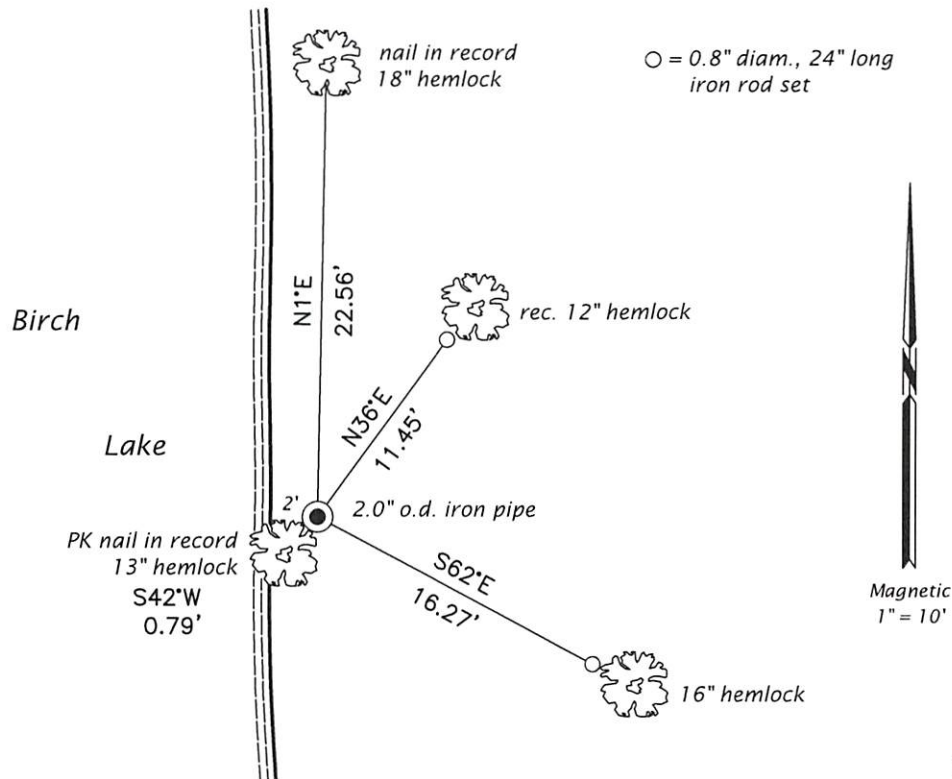 nail in record
18" hemlock
○ = 0.8" diam., 24" long
iron rod set
N1°E
22.56'
Birch
rec. 12" hemlock
N
N36°E
11.45'
Lake
2'
2.0" o.d. iron pipe
PK nail in record
13" hemlock
S42°W
0.79'
S62°E
16.27'
Magnetic
1" = 10'
16" hemlock